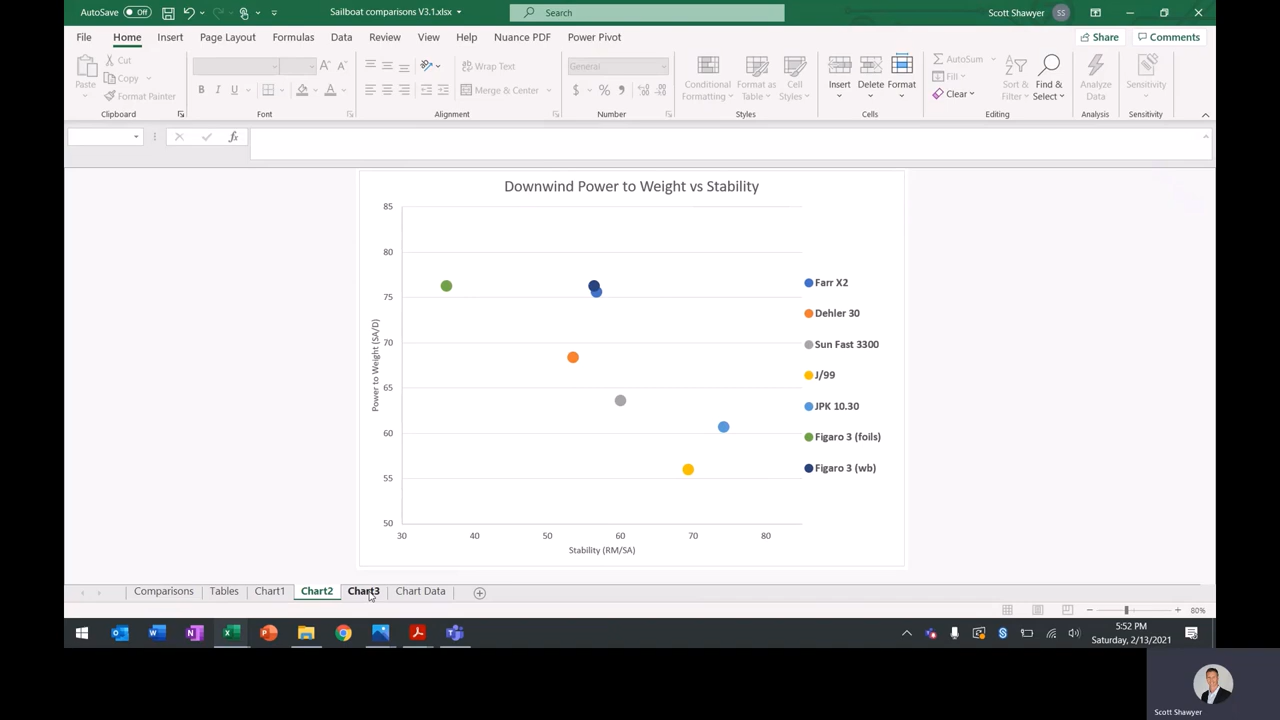 AutoSave Off
Sailboat comparisons V3.1.xlsx
Search
Scott Shawyer
SS
File Home Insert Page Layout Formulas Data Review View Help Nuance PDF Power Pivot
Share Comments
Paste
Cut
Copy
Format Painter
Clipboard
Font
Wrap Text
Merge & Center
Alignment
General
Number
Conditional Formatting
Format as Table
Cell Styles
Styles
Insert Delete Format
Cells
AutoSum
Fill
Clear
Sort & Filter
Find & Select
Editing
Analyze Data
Analysis
Sensitivity
Sensitivity
fx
Downwind Power to Weight vs Stability
85
80
75
70
65
60
55
50
Power to Weight (SA/D)
30 40 50 60 70 80
Stability (RM/SA)
Farr X2
Dehler 30
Sun Fast 3300
J/99
JPK 10.30
Figaro 3 (foils)
Figaro 3 (wb)
Comparisons Tables Chart1 Chart2 Chart3 Chart Data
80%
5:52 PM
Saturday, 2/13/2021
Scott Shawyer